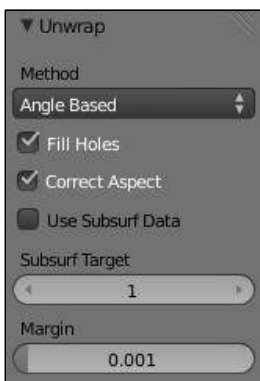 Unwrap
Method
Angle Based
Fill Holes
Correct Aspect
Use Subsurf Data
Subsurf Target
1
Margin
0.001